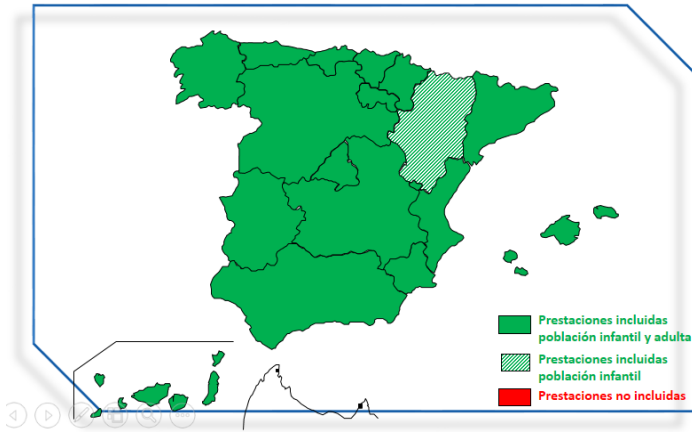 Prestaciones incluidas
población infantil y adulta
Prestaciones incluidas
población infantil
Prestaciones no incluidas